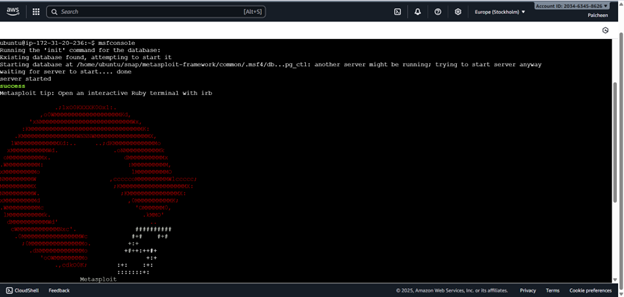 aws
Search
[Alt+S]
Europe (Stockholm)
Account ID: 2034-6345-8626
Palcheen
ubuntu@ip-172-31-20-236:~$ msfconsole
Running the 'init' command for the database:
Existing database found, attempting to start it
Starting database at /home/ubuntu/snap/metasploit-framework/common/.msf4/db...pg_ctl: another server might be running; trying to start server anyway
waiting for server to start.... done
server started
success
Metasploit tip: Open an interactive Ruby terminal with irb
Metasploit
CloudShell
Feedback
© 2025, Amazon Web Services, Inc. or its affiliates.
Privacy
Terms
Cookie preferences